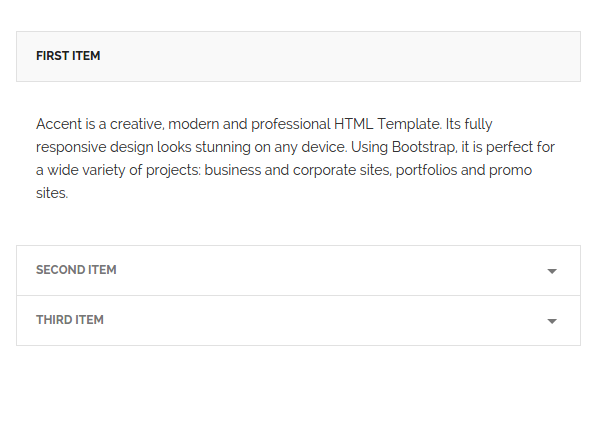 FIRST ITEM
Accent is a creative, modern and professional HTML Template. Its fully
responsive design looks stunning on any device. Using Bootstrap, it is perfect for
a wide variety of projects: business and corporate sites, portfolios and promo
sites.
SECOND ITEM
THIRD ITEM